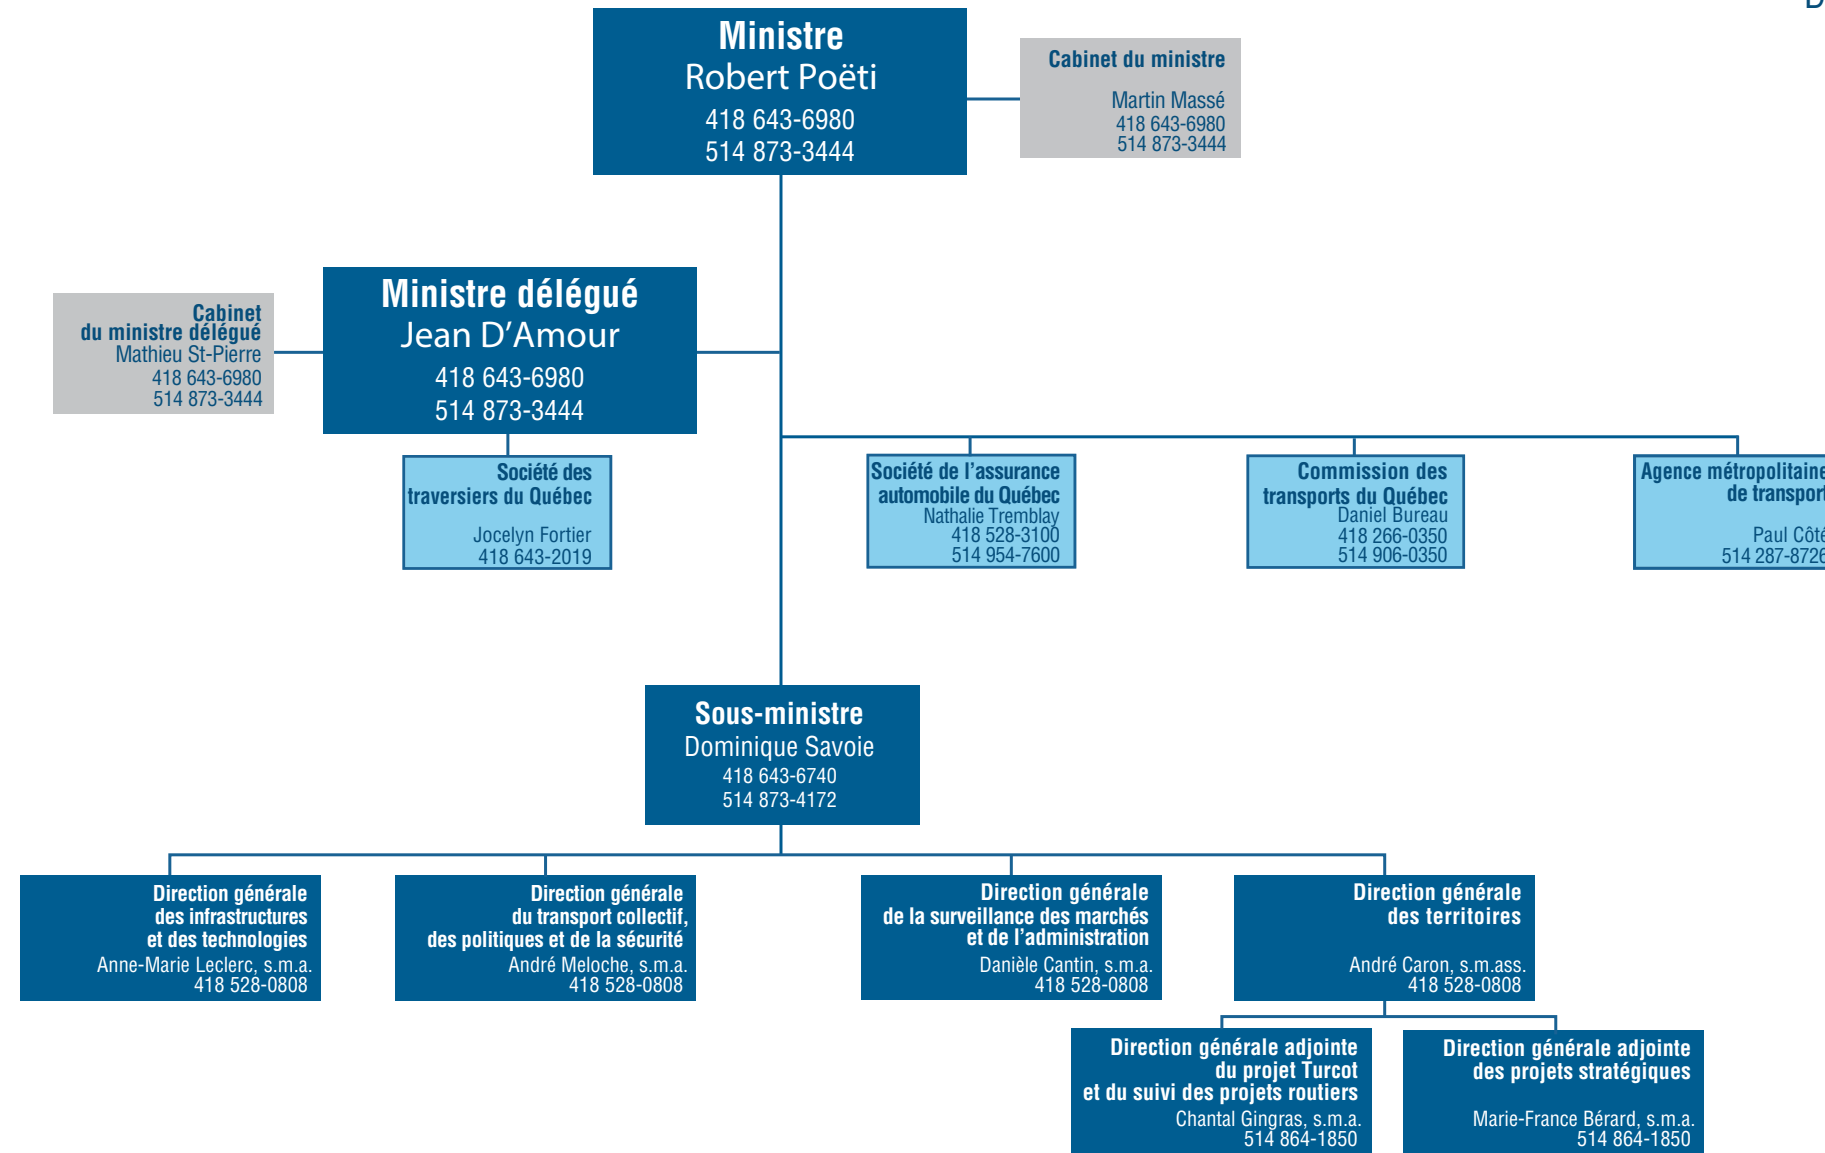 D
Ministre
Robert Poëti
418 643-6980
514 873-3444
Cabinet du ministre
Martin Massé
418 643-6980
514 873-3444
Cabinet
du ministre délégué
Mathieu St-Pierre
418 643-6980
514 873-3444
Ministre délégué
Jean D’Amour
418 643-6980
514 873-3444
Société des
traversiers du Québec
Jocelyn Fortier
418 643-2019
Société de l’assurance
automobile du Québec
Nathalie Tremblay
418 528-3100
514 954-7600
Commission des
transports du Québec
Daniel Bureau
418 266-0350
514 906-0350
Agence métropolitaine
de transport
Paul Côté
514 287-8726
Sous-ministre
Dominique Savoie
418 643-6740
514 873-4172
Direction générale
des infrastructures
et des technologies
Anne-Marie Leclerc, s.m.a.
418 528-0808
Direction générale
du transport collectif,
des politiques et de la sécurité
André Meloche, s.m.a.
418 528-0808
Direction générale
de la surveillance des marchés
et de l’administration
Danièle Cantin, s.m.a.
418 528-0808
Direction générale
des territoires
André Caron, s.m.ass.
418 528-0808
Direction générale adjointe
du projet Turcot
et du suivi des projets routiers
Chantal Gingras, s.m.a.
514 864-1850
Direction générale adjointe
des projets stratégiques
Marie-France Bérard, s.m.a.
514 864-1850